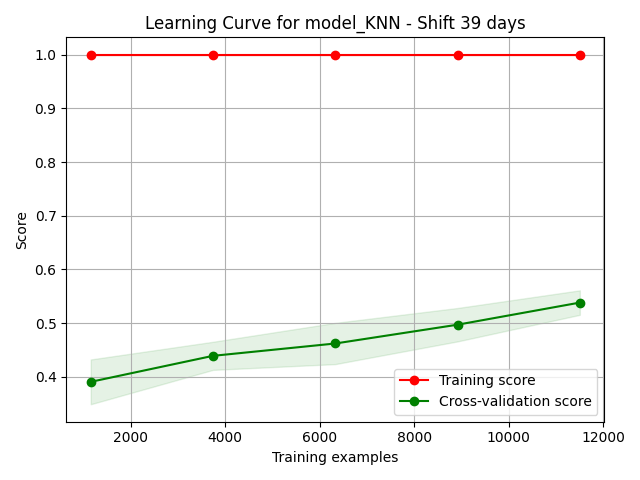 Learning Curve for model_KNN - Shift 39 days
Score
1.0
0.9
0.8
0.7
0.6
0.5
0.4
Training score
Cross-validation score
2000 4000 6000 8000 10000 12000
Training examples